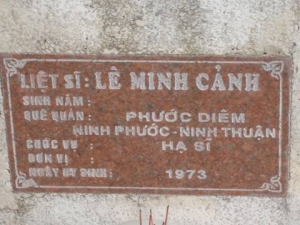 LIỆT SĨ: LÊ MINH CẢNH
SINH NĂM :
QUÊ QUÁN : PHƯỚC DIÊM
NINH PHƯỚC - NINH THUẬN
CHỨC VỤ : HẠ SĨ
ĐƠN VỊ :
NGÀY HY SINH: 1973